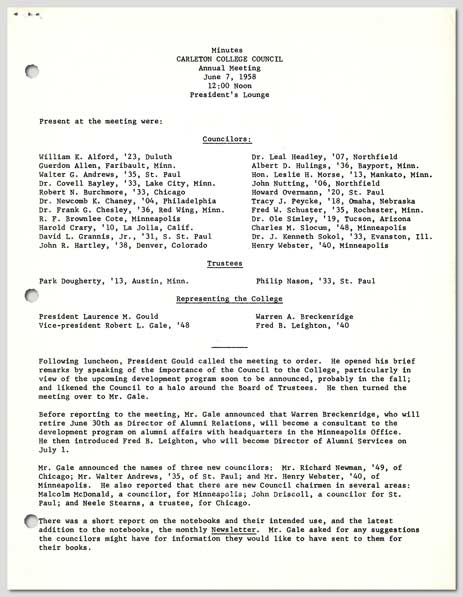 Minutes
CARLETON COLLEGE COUNCIL
Annual Meeting
June 7, 1958
12:00 Noon
President's Lounge
Present at the meeting were:
Councilors:
William K. Alford, '23, Duluth
Guerdon Allen, Faribault, Minn.
Walter G. Andrews, '35, St. Paul
Dr. Covell Bayley, '33, Lake City, Minn.
Robert N. Burchmore, '33, Chicago
Dr. Newcomb K. Chaney, '04, Philadelphia
Dr. Frank G. Chesley, '36, Red Wing, Minn.
R. F. Brownlee Cote, Minneapolis
Harold Crary, '10, La Jolla, Calif.
David L. Grannis, Jr., '31, S. St. Paul
John R. Hartley, '38, Denver, Colorado
Dr. Leal Headley, '07, Northfield
Albert D. Hulings, '36, Bayport, Minn.
Hon. Leslie H. Morse, '13, Mankato, Minn.
John Nutting, '06, Northfield
Howard Overmann, '20, St. Paul
Tracy J. Peycke, '18, Omaha, Nebraska
Fred W. Schuster, '35, Rochester, Minn.
Dr. Ole Simley, '19, Tucson, Arizona
Charles M. Slocum, '48, Minneapolis
Dr. J. Kenneth Sokol, '33, Evanston, Ill.
Henry Webster, '40, Minneapolis
Trustees
Park Dougherty, '13, Austin, Minn.
Philip Nason, '33, St. Paul
Representing the College
President Laurence M. Gould
Vice-president Robert L. Gale, '48
Warren A. Breckenridge
Fred B. Leighton, '40
Following luncheon, President Gould called the meeting to order. He opened his brief
remarks by speaking of the importance of the Council to the College, particularly in
view of the upcoming development program soon to be announced, probably in the fall;
and likened the Council to a halo around the Board of Trustees. He then turned the
meeting over to Mr. Gale.
Before reporting to the meeting, Mr. Gale announced that Warren Breckenridge, who will
retire June 30th as Director of Alumni Relations, will become a consultant to the
development program on alumni affairs with headquarters in the Minneapolis Office.
He then introduced Fred B. Leighton, who will become Director of Alumni Services on
July 1.
Mr. Gale announced the names of three new councilors: Mr. Richard Newman, '49, of
Chicago; Mr. Walter Andrews, '35, of St. Paul; and Mr. Henry Webster, '40, of
Minneapolis. He also reported that there are new Council chairmen in several areas:
Malcolm McDonald, a councilor, for Minneapolis; John Driscoll, a councilor for St.
Paul; and Neele Stearns, a trustee, for Chicago.
There was a short report on the notebooks and their intended use, and the latest
addition to the notebooks, the monthly Newsletter. Mr. Gale asked for any suggestions
the councilors might have for information they would like to have sent to them for
their books.